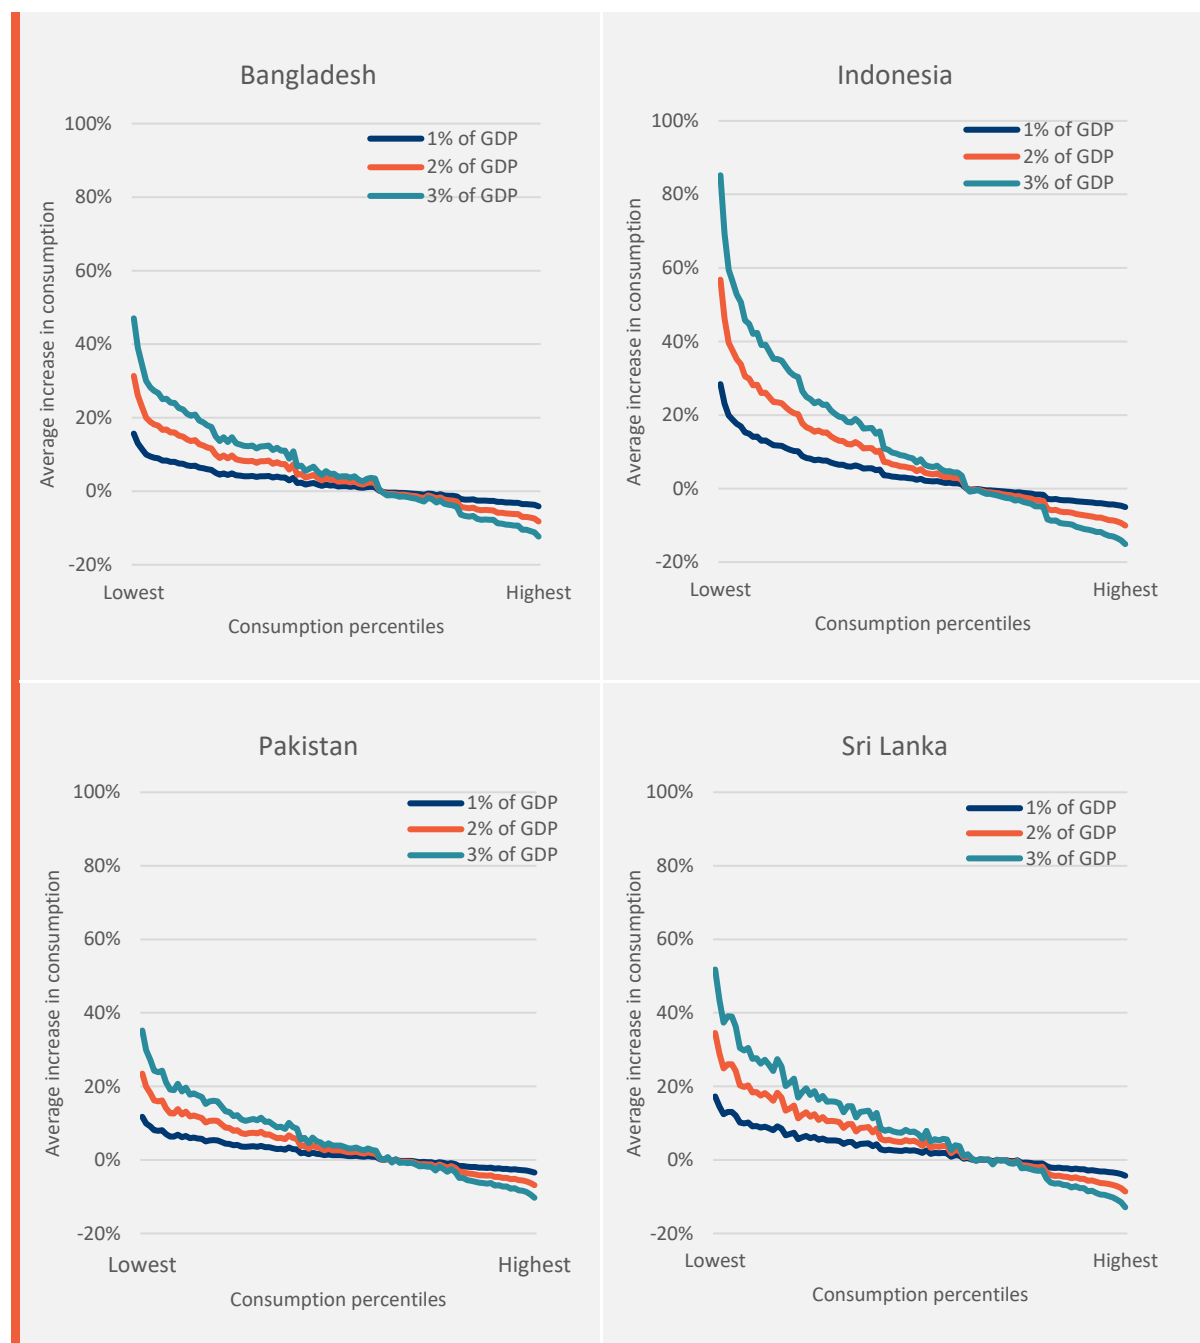 Bangladesh
100%
80%
60%
40%
20%
0%
-20%
1% of GDP
2% of GDP
3% of GDP
Average increase in consumption
Lowest
Highest
Consumption percentiles
Indonesia
100%
80%
60%
40%
20%
0%
-20%
1% of GDP
2% of GDP
3% of GDP
Average increase in consumption
Lowest
Highest
Consumption percentiles
Pakistan
100%
80%
60%
40%
20%
0%
-20%
1% of GDP
2% of GDP
3% of GDP
Average increase in consumption
Lowest
Highest
Consumption percentiles
Sri Lanka
100%
80%
60%
40%
20%
0%
-20%
1% of GDP
2% of GDP
3% of GDP
Average increase in consumption
Lowest
Highest
Consumption percentiles